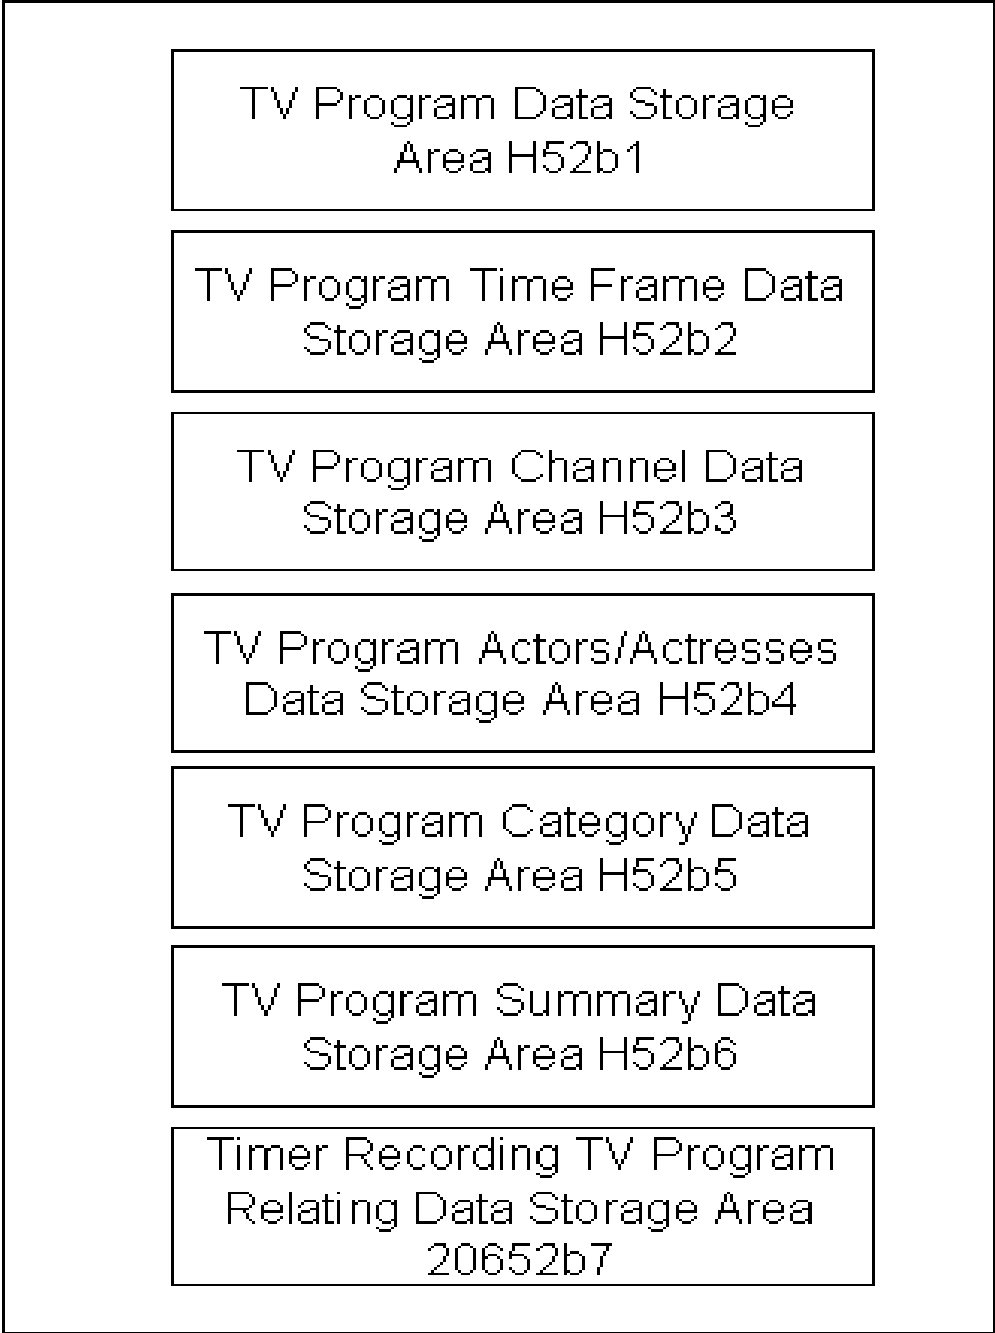 TV Program Data Storage
Area H52b1
TV Program Time Frame Data
Storage Area H52b2
TV Program Channel Data
Storage Area H52b3
TV Program Actors/Actresses
Data Storage Area H52b4
TV Program Category Data
Storage Area H52b5
TV Program Summary Data
Storage Area H52b6
Timer Recording TV Program
Relating Data Storage Area
20652b7